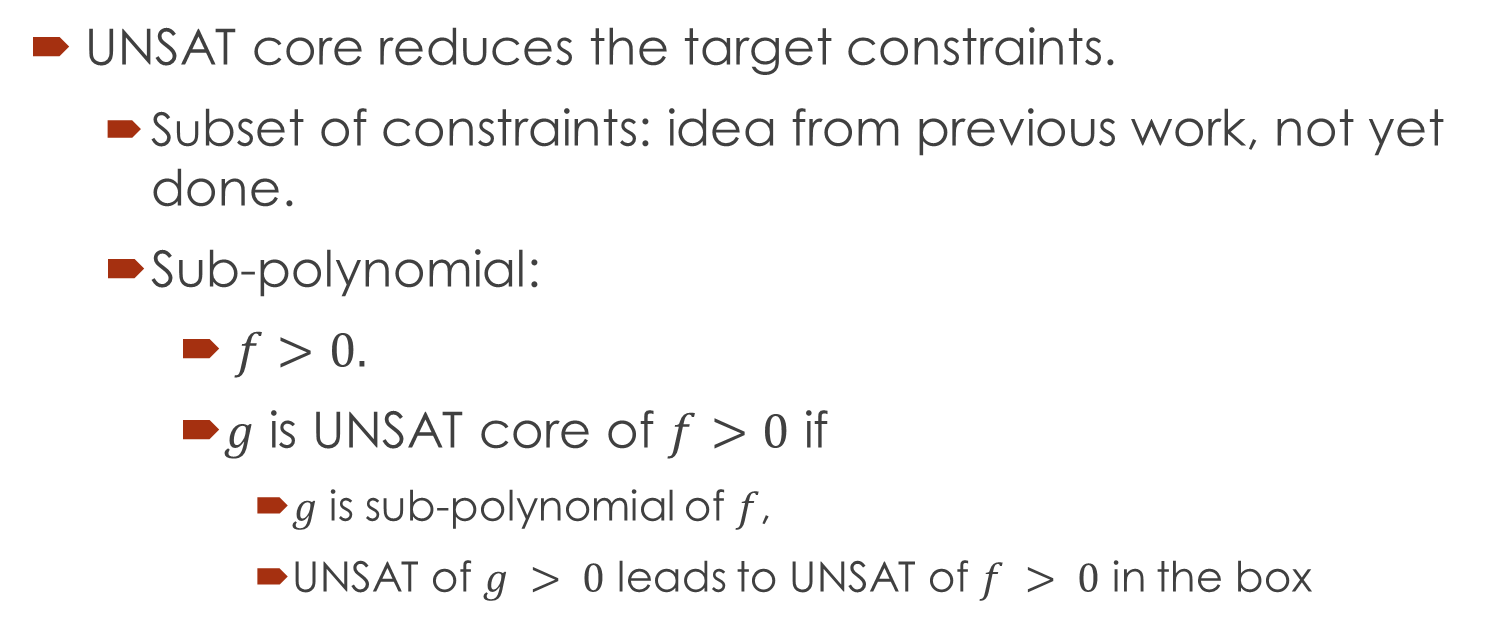 UNSAT core reduces the target constraints.
Subset of constraints: idea from previous work, not yet
done.
Sub-polynomial:
f > 0.
g is UNSAT core of f > 0 if
g is sub-polynomial of f,
UNSAT of g > 0 leads to UNSAT of f > 0 in the box